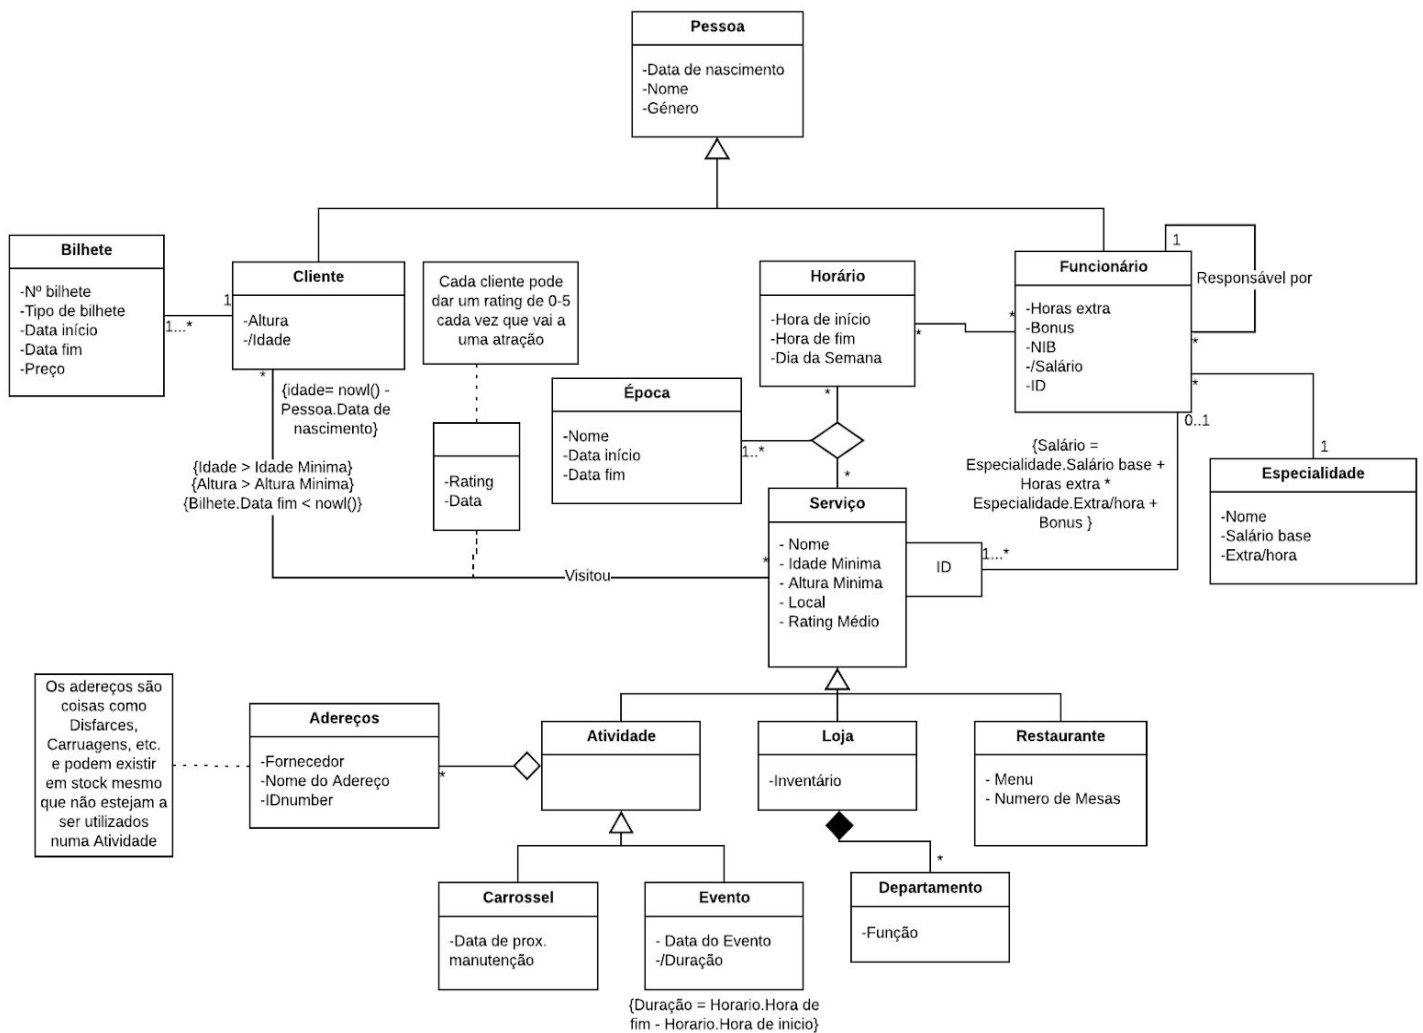 Pessoa
-Data de nascimento
-Nome
-Género
Bilhete
-Nº bilhete
-Tipo de bilhete
-Data início
-Data fim
-Preço
1...*
1
Cliente
-Altura
-/Idade
*
{idade= nowl() -
Pessoa.Data de
nascimento}
{Idade > Idade Minima}
{Altura > Altura Minima}
{Bilhete.Data fim < nowl()}
Cada cliente pode
dar um rating de 0-5
cada vez que vai a
uma atração
-Rating
-Data
Visitou
*
Horário
-Hora de início
-Hora de fim
-Dia da Semana
*
*
*
Época
-Nome
-Data início
-Data fim
1..*
*
Funcionário
-Horas extra
-Bonus
-NIB
-/Salário
-ID
1
Responsável por
*
*
0..1
{Salário =
Especialidade.Salário base +
Horas extra *
Especialidade.Extra/hora +
Bonus }
1
Especialidade
-Nome
-Salário base
-Extra/hora
Serviço
- Nome
- Idade Minima
- Altura Minima
- Local
- Rating Médio
ID
1...*
Os adereços são
coisas como
Disfarces,
Carruagens, etc.
e podem existir
em stock mesmo
que não estejam a
ser utilizados
numa Atividade
Adereços
-Fornecedor
-Nome do Adereço
-IDnumber
*
Atividade
Loja
-Inventário
Restaurante
- Menu
- Numero de Mesas
*
Carrossel
-Data de prox.
manutenção
Evento
- Data do Evento
-/Duração
{Duração = Horario.Hora de
fim - Horario.Hora de inicio}
Departamento
-Função